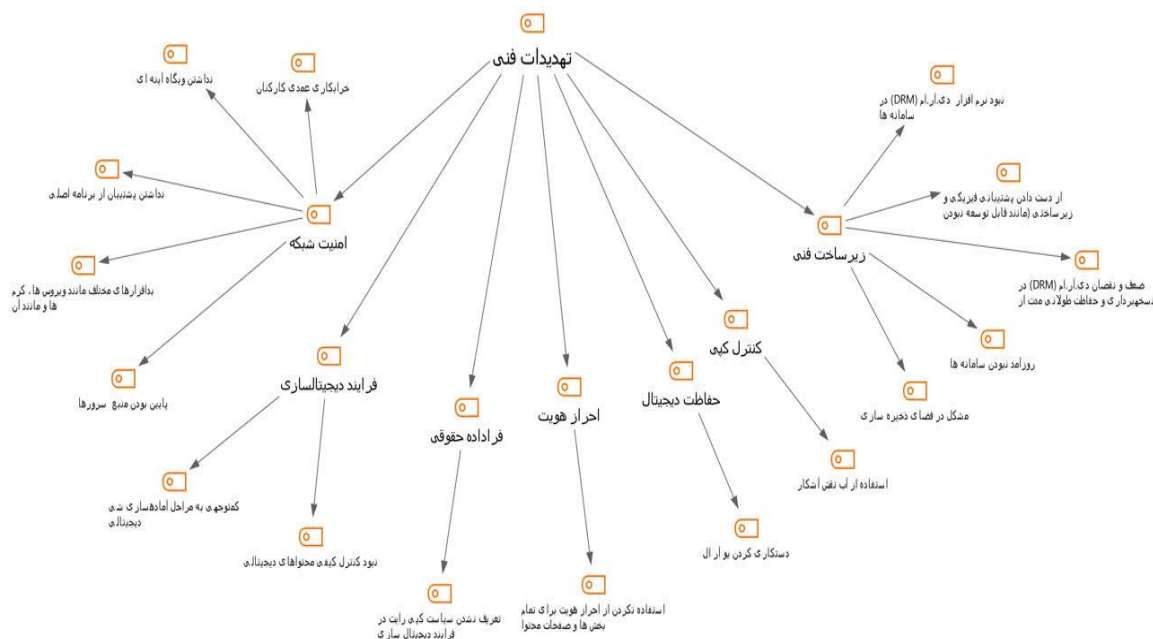 تهدیدات فنی
نداشتن وبگاه آینه ای
خرابکاری عمدی کارکنان
نبود نرم افزار دی.آر.ام (DRM) در
سامانه ها
نداشتن پشتیبان از برنامه اصلی
امنیت شبکه
از دست دادن پشتیبانی فیزیکی و
زیرساختی (مانند قابل توسعه نبودن
زیرساخت فنی
بدافزارهای مختلف مانند ویروس ها، کرم
ها و مانند آن
ضعف و نقصان دی.آر.ام (DRM) در
نسخهبرداری و حفاظت طولانی مدت از
کنترل کپی
روزآمد نبودن سامانه ها
فرایند دیجیتالسازی
پایین بودن منبع سرورها
حفاظت دیجیتال
احراز هویت
مشکل در فضای ذخیره سازی
فراداده حقوقی
کمتوجهی به مراحل آمادهسازی شی
دیجیتالی
استفاده از آب نقش آشکار
نبود کنترل کیفی محتواهای دیجیتالی
دستکاری کردن یو آر ال
تعریف نشدن سیاست کپی رایت در
فرایند دیجیتال سازی
استفاده نکردن از احراز هویت برای تمام
بخش ها و صفحات محتوا